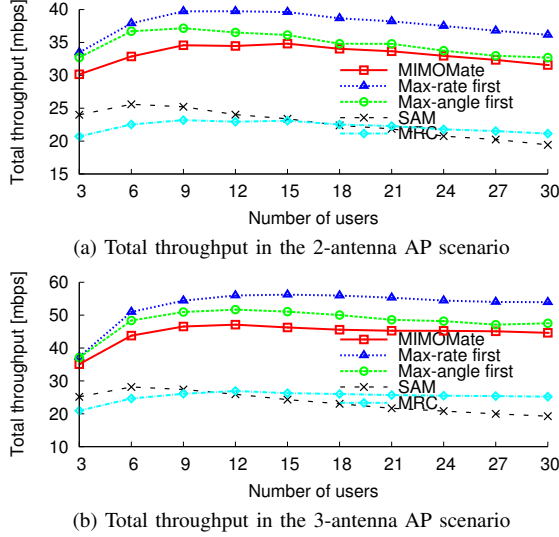 40
35
30
25
20
15
Total throughput [mbps]
MIMOMate
Max-rate first
Max-angle first
SAM
MRC
3 6 9 12 15 18 21 24 27 30
Number of users
(a) Total throughput in the 2-antenna AP scenario
60
50
40
30
20
10
Total throughput [mbps]
MIMOMate
Max-rate first
Max-angle first
SAM
MRC
3 6 9 12 15 18 21 24 27 30
Number of users
(b) Total throughput in the 3-antenna AP scenario